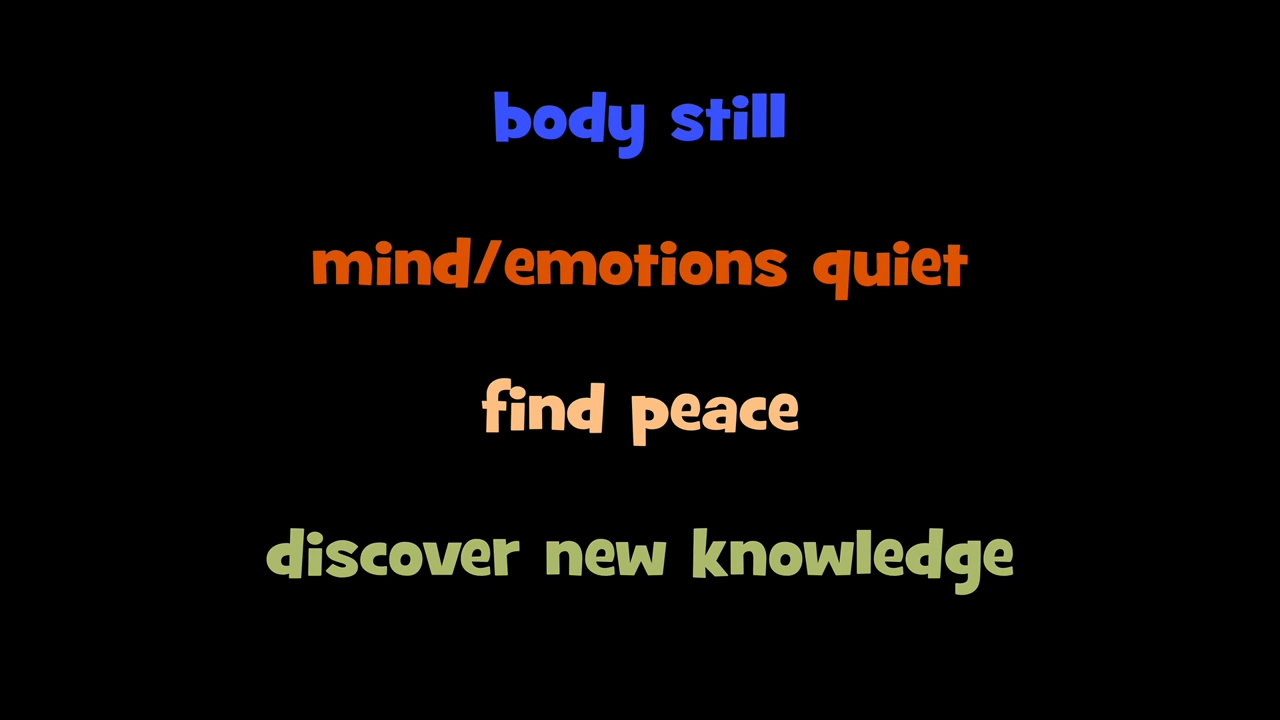 body still
mind/emotions quiet
find peace
discover new knowledge